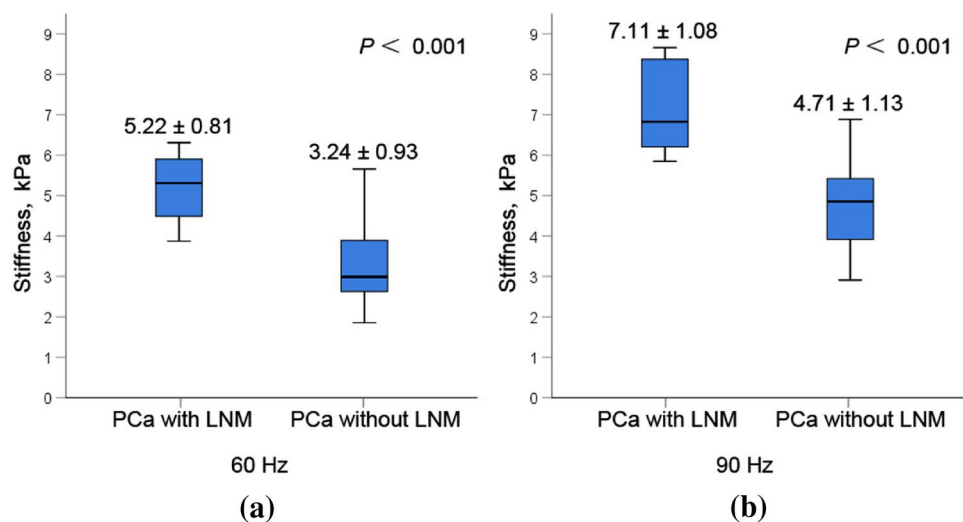 P < 0.001
5.22 ± 0.81
3.24 ± 0.93
Stiffness, kPa
9
8
7
6
5
4
3
2
1
0
PCa with LNM
PCa without LNM
60 Hz
(a)
7.11 ± 1.08
P < 0.001
4.71 ± 1.13
Stiffness, kPa
9
8
7
6
5
4
3
2
1
0
PCa with LNM
PCa without LNM
90 Hz
(b)